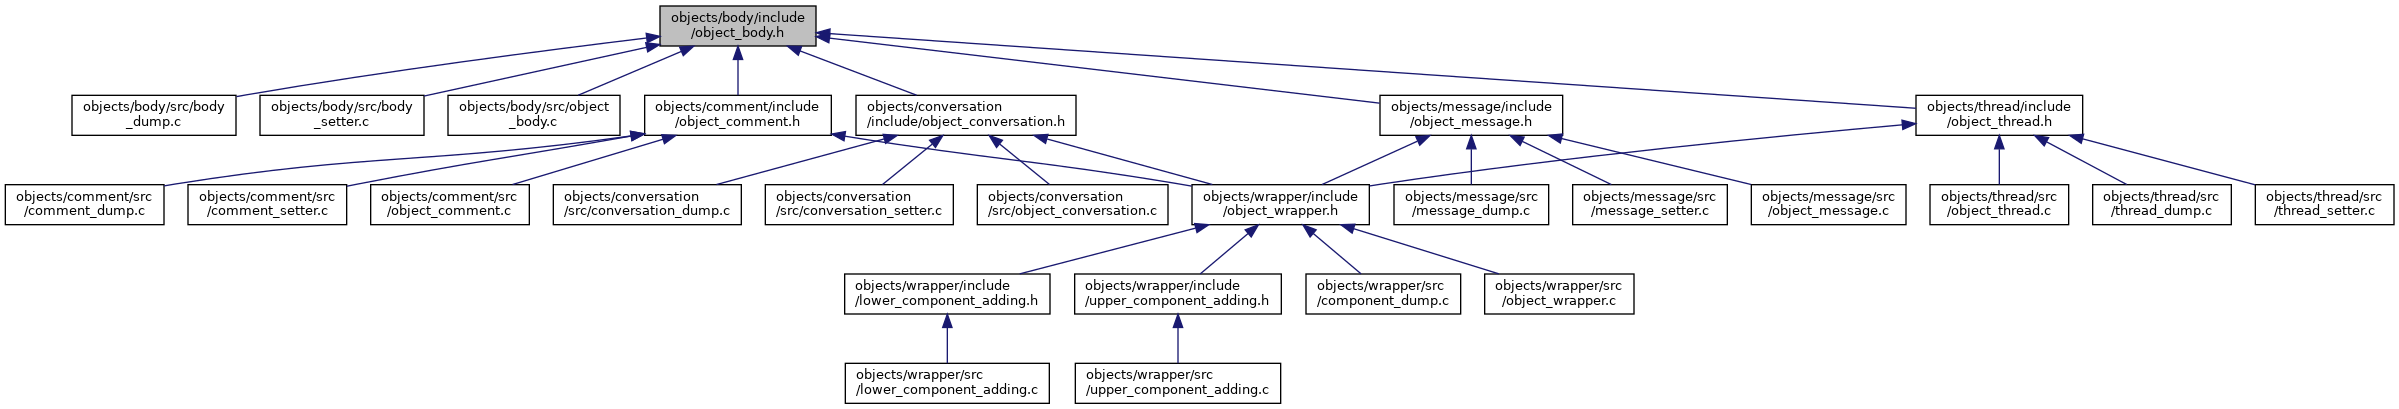 objects/body/include
/object_body.h
objects/body/src/body
_dump.c
objects/body/src/body
_setter.c
objects/body/src/object
_body.c
objects/comment/include
/object_comment.h
objects/conversation
/include/object_conversation.h
objects/message/include
/object_message.h
objects/thread/include
/object_thread.h
objects/comment/src
/comment_dump.c
objects/comment/src
/comment_setter.c
objects/comment/src
/object_comment.c
objects/conversation
/src/conversation_dump.c
objects/conversation
/src/conversation_setter.c
objects/conversation
/src/object_conversation.c
objects/wrapper/include
/object_wrapper.h
objects/message/src
/message_dump.c
objects/message/src
/message_setter.c
objects/message/src
/object_message.c
objects/thread/src
/object_thread.c
objects/thread/src
/thread_dump.c
objects/thread/src
/thread_setter.c
objects/wrapper/include
/lower_component_adding.h
objects/wrapper/include
/upper_component_adding.h
objects/wrapper/src
/component_dump.c
objects/wrapper/src
/object_wrapper.c
objects/wrapper/src
/lower_component_adding.c
objects/wrapper/src
/upper_component_adding.c